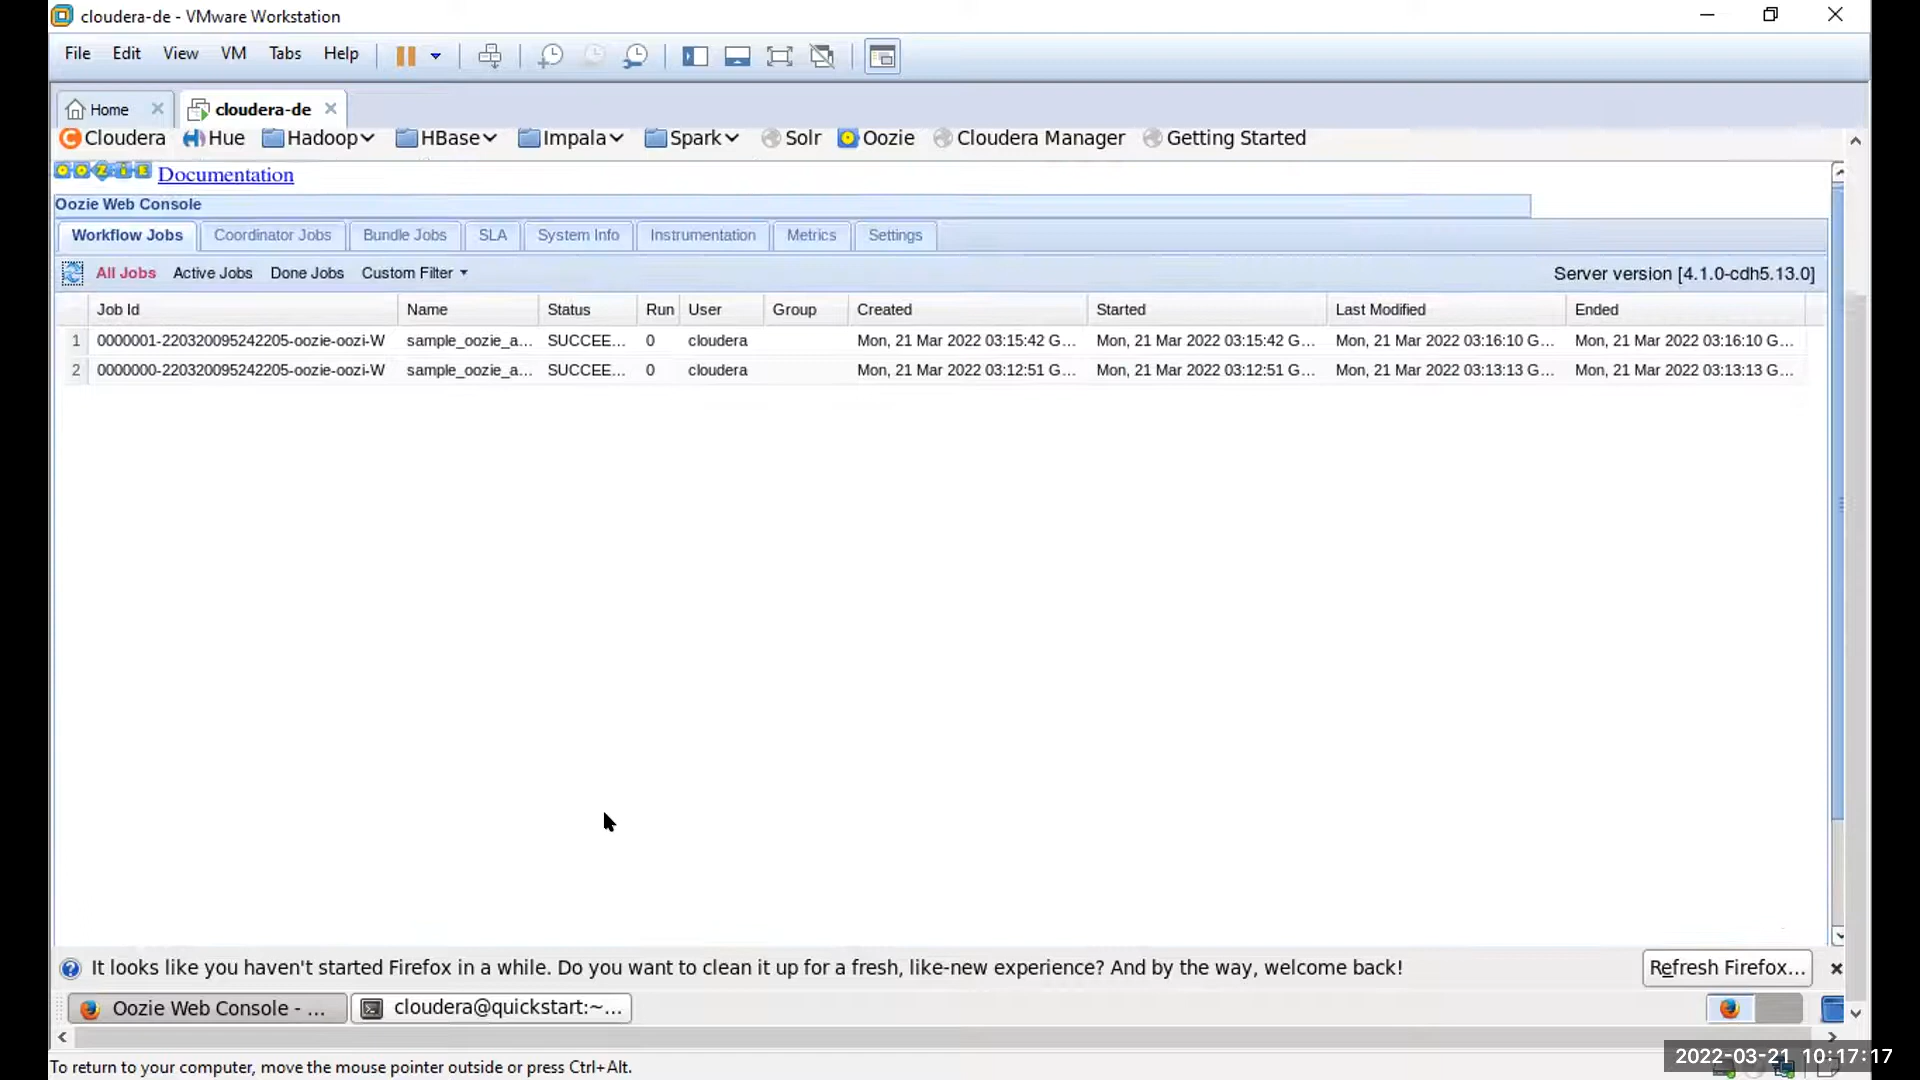 cloudera-de - VMware Workstation
File Edit View VM Tabs Help
Home cloudera-de
Cloudera Hue Hadoop HBase Impala Spark Solr Oozie Cloudera Manager Getting Started
OOZIE Documentation
Oozie Web Console
Workflow Jobs Coordinator Jobs Bundle Jobs SLA System Info Instrumentation Metrics Settings
All Jobs Active Jobs Done Jobs Custom Filter Server version [4.1.0-cdh5.13.0]
Job Id Name Status Run User Group Created Started Last Modified Ended
1 0000001-220320095242205-oozie-oozi-W sample_oozie_a... SUCCEE... 0 cloudera Mon, 21 Mar 2022 03:15:42 G... Mon, 21 Mar 2022 03:15:42 G... Mon, 21 Mar 2022 03:16:10 G... Mon, 21 Mar 2022 03:16:10 G...
2 0000000-220320095242205-oozie-oozi-W sample_oozie_a... SUCCEE... 0 cloudera Mon, 21 Mar 2022 03:12:51 G... Mon, 21 Mar 2022 03:12:51 G... Mon, 21 Mar 2022 03:13:13 G... Mon, 21 Mar 2022 03:13:13 G...
It looks like you haven't started Firefox in a while. Do you want to clean it up for a fresh, like-new experience? And by the way, welcome back! Refresh Firefox...
Oozie Web Console - ... cloudera@quickstart:~...
To return to your computer, move the mouse pointer outside or press Ctrl+Alt.
2022-03-21 10:17:17